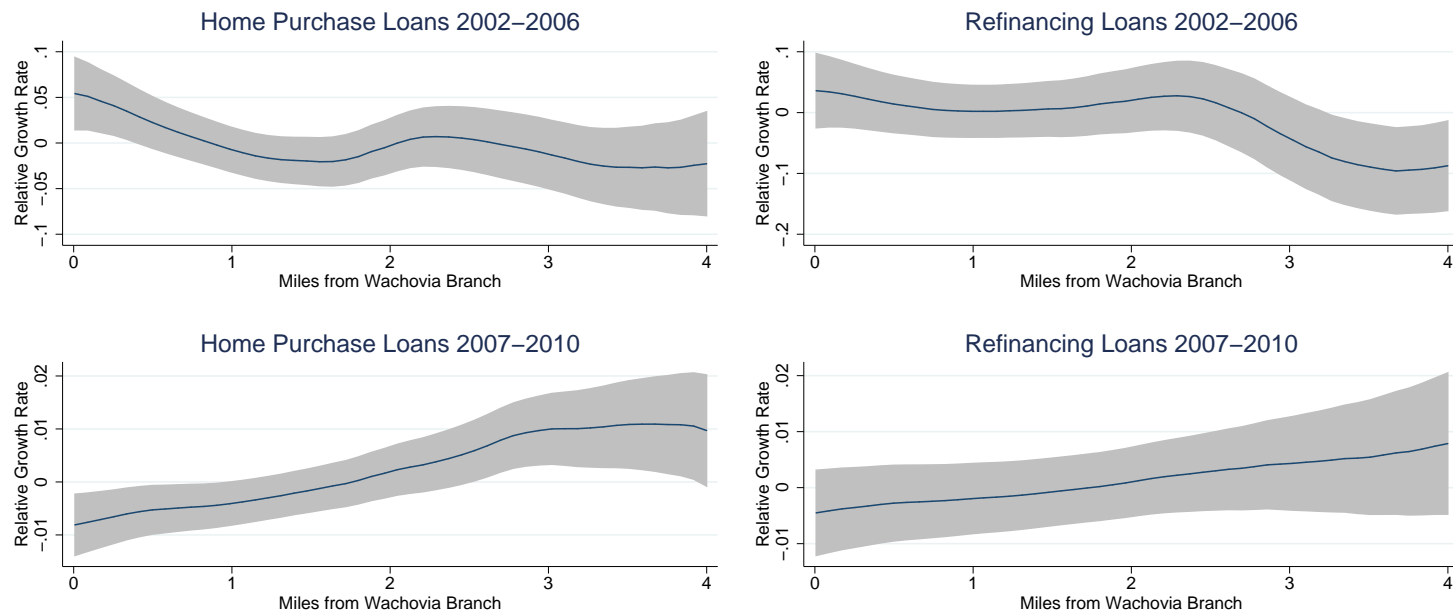 Home Purchase Loans 2002−2006
Relative Growth Rate
.1
.05
0
−.05
−.1
0 1 2 3 4
Miles from Wachovia Branch
Refinancing Loans 2002−2006
Relative Growth Rate
.1
0
−.1
−.2
0 1 2 3 4
Miles from Wachovia Branch
Home Purchase Loans 2007−2010
Relative Growth Rate
.02
.01
0
−.01
0 1 2 3 4
Miles from Wachovia Branch
Refinancing Loans 2007−2010
Relative Growth Rate
.02
.01
0
−.01
0 1 2 3 4
Miles from Wachovia Branch